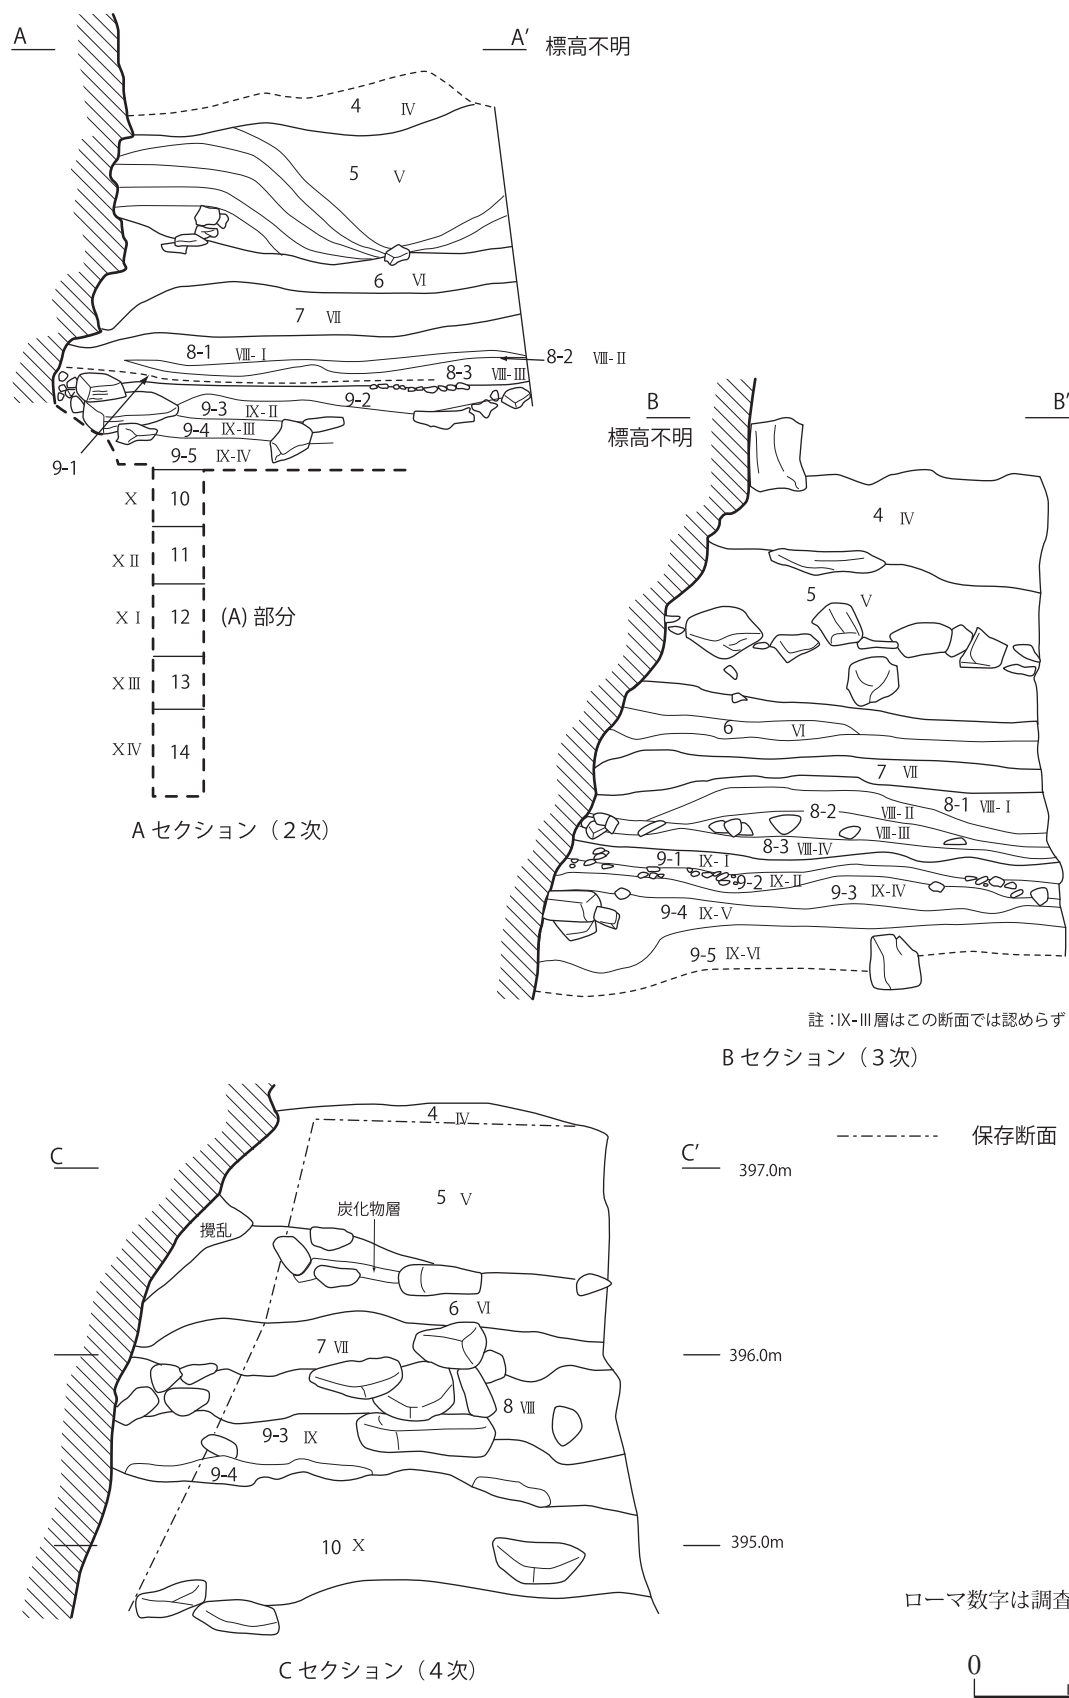 A
A' 標高不明
4 Ⅳ
5 Ⅴ
6 Ⅵ
7 Ⅶ
8-1 Ⅷ-Ⅰ
8-2 Ⅷ-Ⅱ
8-3 Ⅷ-Ⅲ
9-2
9-3 Ⅸ-Ⅱ
9-4 Ⅸ-Ⅲ
9-5 Ⅸ-Ⅳ
9-1
Ⅹ 10
ⅩⅡ 11
ⅩⅠ 12
(A) 部分
ⅩⅢ 13
ⅩⅣ 14
A セクション（２次）
B
B'
標高不明
4 Ⅳ
5 Ⅴ
6 Ⅵ
7 Ⅶ
8-1 Ⅷ-Ⅰ
8-2 Ⅷ-Ⅱ
Ⅷ-Ⅲ
8-3 Ⅷ-Ⅳ
9-1 Ⅸ-Ⅰ
9-2 Ⅸ-Ⅱ
9-3 Ⅸ-Ⅳ
9-4 Ⅸ-Ⅴ
9-5 Ⅸ-Ⅵ
註：Ⅸ-Ⅲ層はこの断面では認めらず
B セクション（３次）
保存断面
C
C'
397.0m
4 Ⅳ
5 Ⅴ
炭化物層
攪乱
6 Ⅵ
396.0m
7 Ⅶ
8 Ⅷ
9-3 Ⅸ
9-4
10 Ⅹ
395.0m
C セクション（４次）
ローマ数字は調査
0